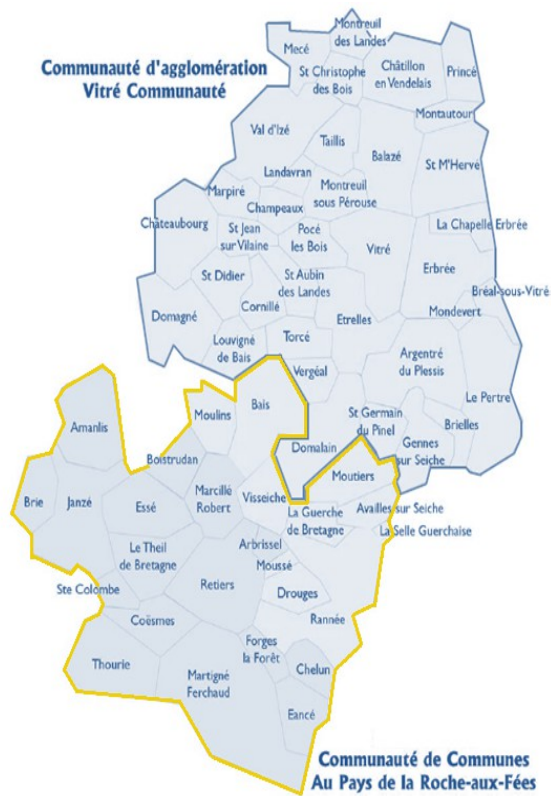 Montreuil
des Landes
Mecé
Communauté d'agglomération
Vitré Communauté
St Christophe
des Bois
Châtillon
en Vendelais
Princé
Montautour
Val d'Izé
Taillis
Balazé
St M'Hervé
Landavran
Marpiré
Montreuil
sous Pérouse
Champeaux
Châteaubourg
St Jean
sur Vilaine
Pocé
les Bois
Vitré
La Chapelle Erbrée
St Didier
St Aubin
des Landes
Erbrée
Bréal-sous-Vitré
Cornillé
Domagné
Etrelles
Mondevert
Louvigné
de Bais
Torcé
Argentré
du Plessis
Vergéal
Le Pertre
Bais
Moulins
St Germain
du Pinel
Amanlis
Brielles
Domalain
Gennes
sur Seiche
Boistrudan
Moutiers
Brie
Janzé
Essé
Marcillé
Robert
Visseiche
La Guerche
de Bretagne
Availles sur Seiche
La Selle Guerchaise
Le Theil
de Bretagne
Arbrissel
Moussé
Ste Colombe
Retiers
Drouges
Coësmes
Rannée
Forges
la Forêt
Thourie
Martigné
Ferchaud
Chelun
Eancé
Communauté de Communes
Au Pays de la Roche-aux-Fées